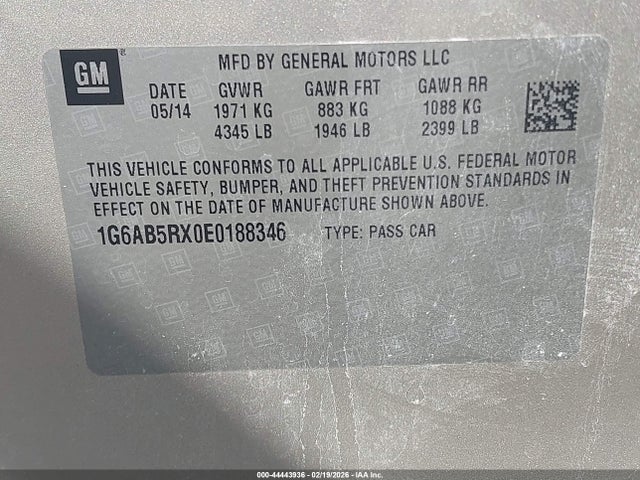 GM
MFD BY GENERAL MOTORS LLC
DATE GVWR GAWR FRT GAWR RR
05/14 1971 KG 883 KG 1088 KG
4345 LB 1946 LB 2399 LB
THIS VEHICLE CONFORMS TO ALL APPLICABLE U.S. FEDERAL MOTOR
VEHICLE SAFETY, BUMPER, AND THEFT PREVENTION STANDARDS IN
EFFECT ON THE DATE OF MANUFACTURE SHOWN ABOVE.
1G6AB5RX0E0188346 TYPE: PASS CAR
000-44443936 - 02/19/2026 - IAA Inc.